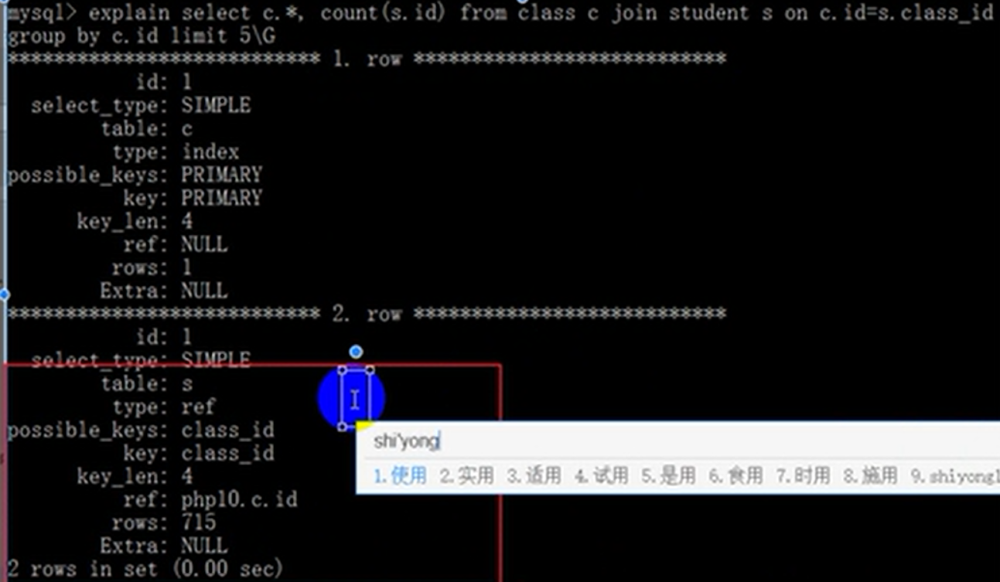 mysql> explain select c.*, count(s.id) from class c join student s on c.id=s.class_id
group by c.id limit 5\G
*************************** 1. row ***************************
id: 1
select_type: SIMPLE
table: c
type: index
possible_keys: PRIMARY
key: PRIMARY
key_len: 4
ref: NULL
rows: 1
Extra: NULL
*************************** 2. row ***************************
id: 1
select_type: SIMPLE
table: s
type: ref
possible_keys: class_id
key: class_id
key_len: 4
ref: php10.c.id
rows: 715
Extra: NULL
2 rows in set (0.00 sec)
shi'yong
1.使用 2.实用 3.适用 4.试用 5.是用 6.食用 7.时用 8.施用 9.shiyong